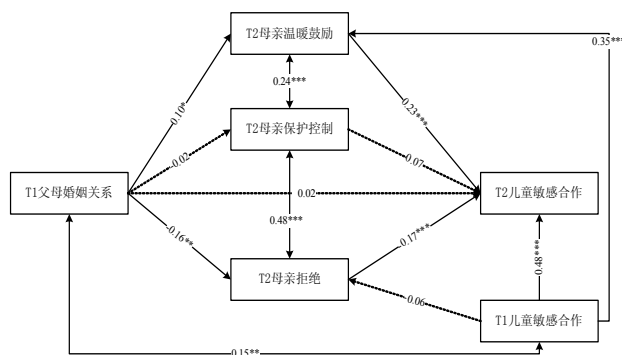 T2母亲温暖鼓励
0.35***
0.24***
0.10*
0.23***
T2母亲保护控制
-0.02
-0.07
T1父母婚姻关系
0.02
T2儿童敏感合作
0.48***
-0.16**
-0.17***
0.48***
T2母亲拒绝
-0.06
T1儿童敏感合作
0.15**